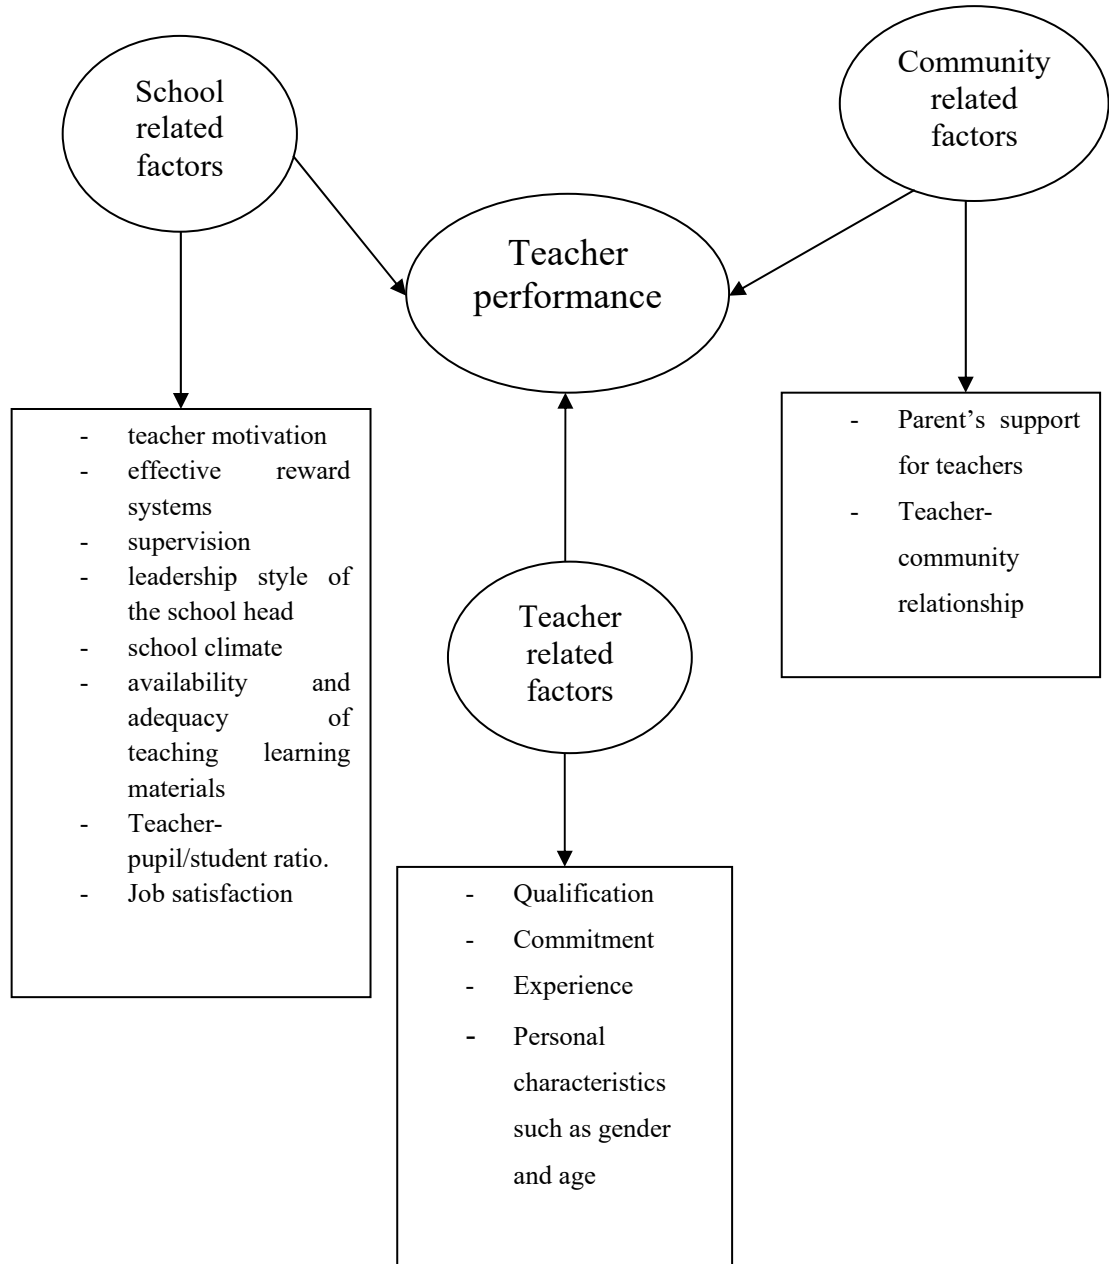 School
related
factors
Community
related
factors
Teacher
performance
- teacher motivation
- effective reward
systems
- supervision
- leadership style of
the school head
- school climate
- availability and
adequacy of
teaching learning
materials
- Teacher-
pupil/student ratio.
- Job satisfaction
- Parent’s support
for teachers
- Teacher-
community
relationship
Teacher
related
factors
- Qualification
- Commitment
- Experience
- Personal
characteristics
such as gender
and age